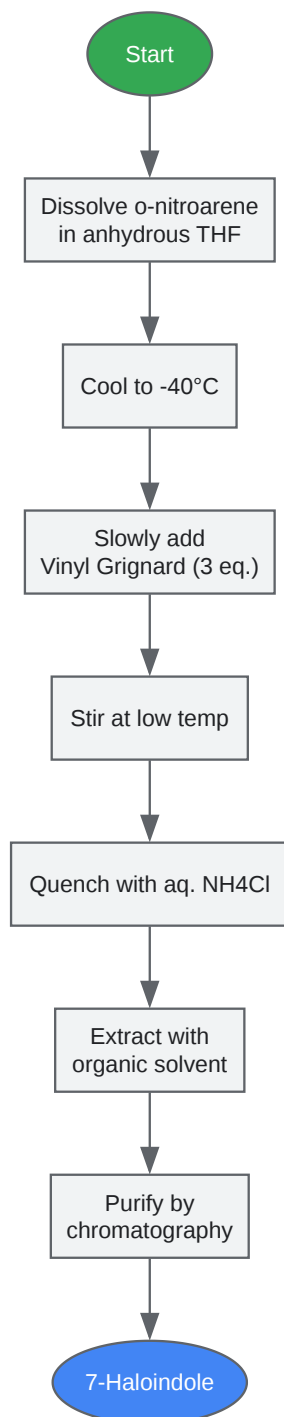 Start
Dissolve o-nitroarene
in anhydrous THF
Cool to -40°C
Slowly add
Vinyl Grignard (3 eq.)
Stir at low temp
Quench with aq. NH4Cl
Extract with
organic solvent
Purify by
chromatography
7-Haloindole